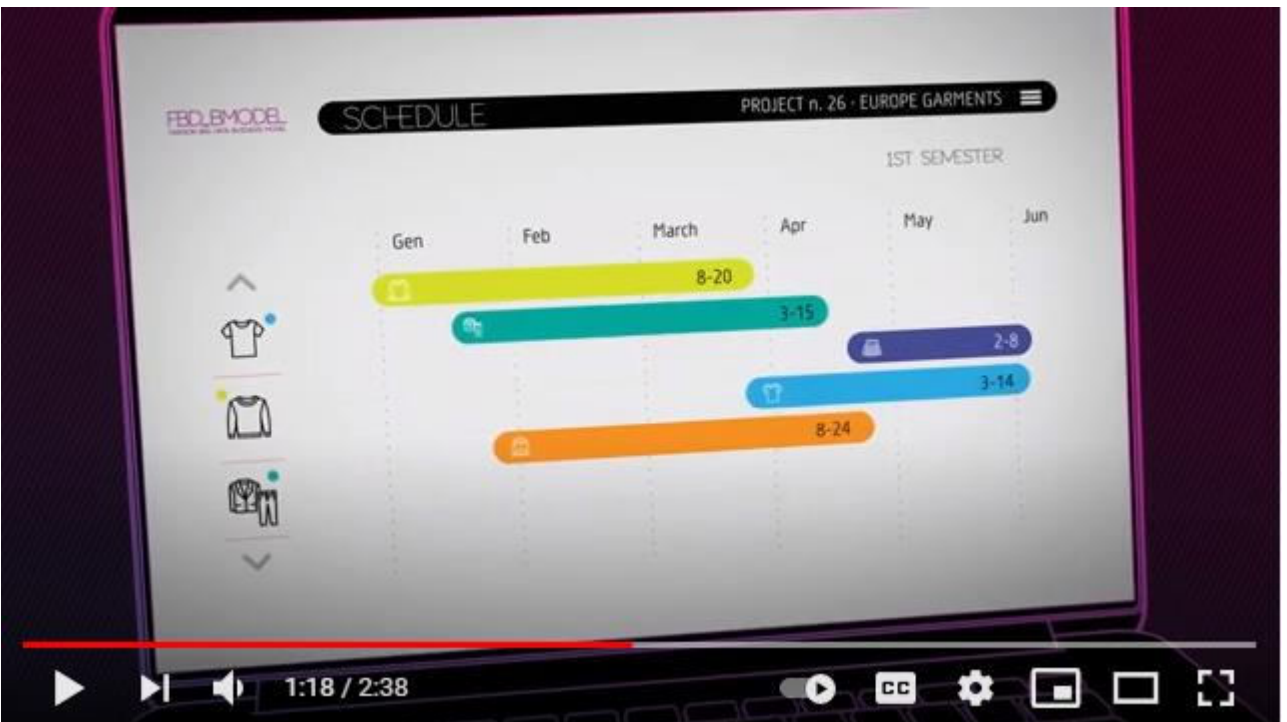 FBD_BMODEL
SCHEDULE
PROJECT n. 26 · EUROPE GARMENTS
1ST SEMESTER
Gen Feb March Apr May Jun
8-20
3-15
2-8
3-14
8-24
1:18 / 2:38
CC